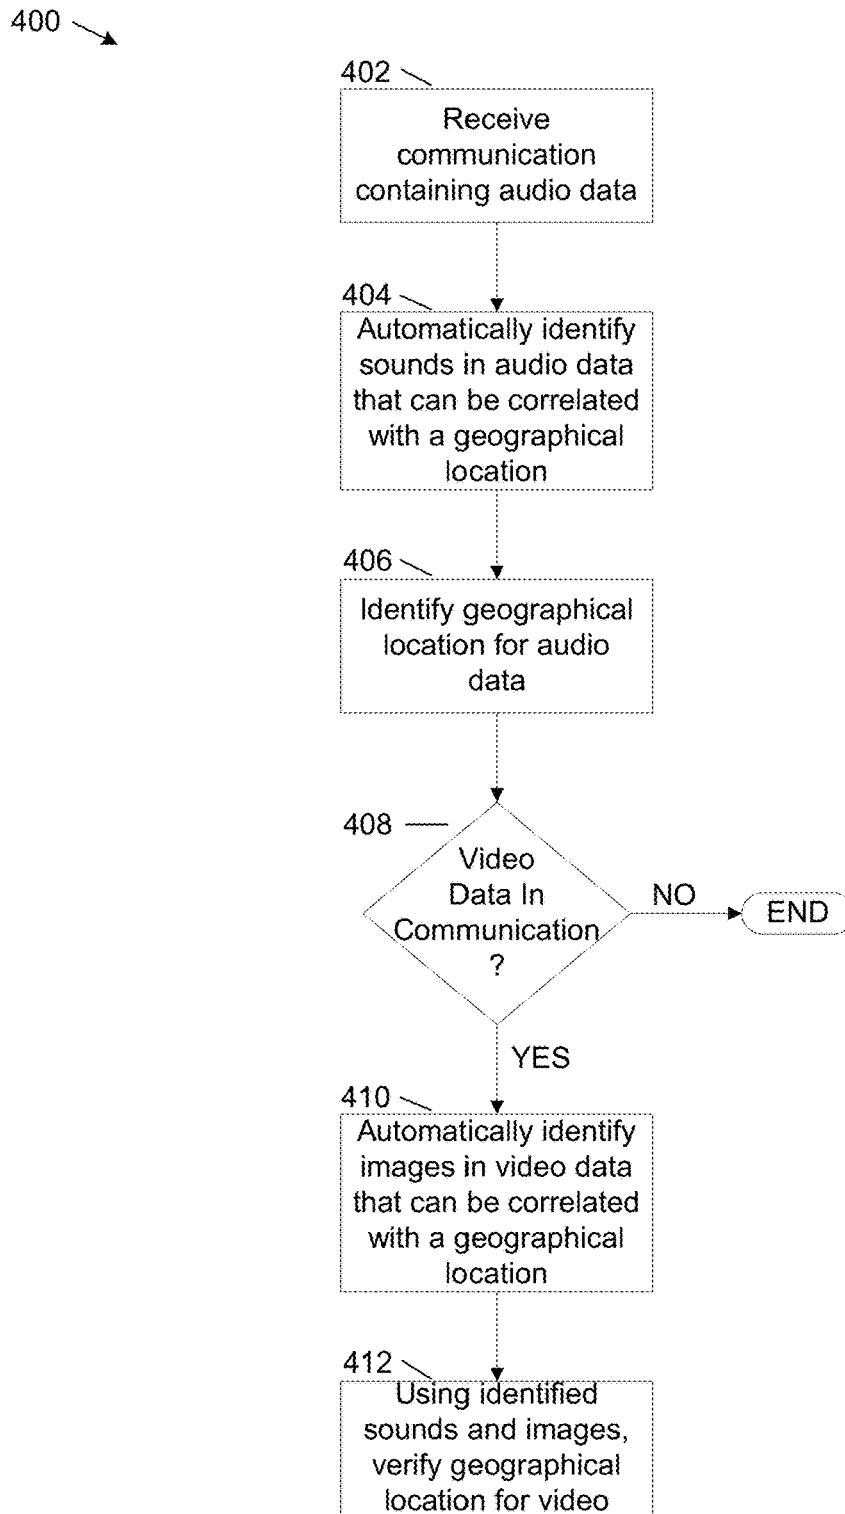 400
402
Receive
communication
containing audio data
404
Automatically identify
sounds in audio data
that can be correlated
with a geographical
location
406
Identify geographical
location for audio
data
408
Video
Data In
Communication
?
NO
END
YES
410
Automatically identify
images in video data
that can be correlated
with a geographical
location
412
Using identified
sounds and images,
verify geographical
location for video